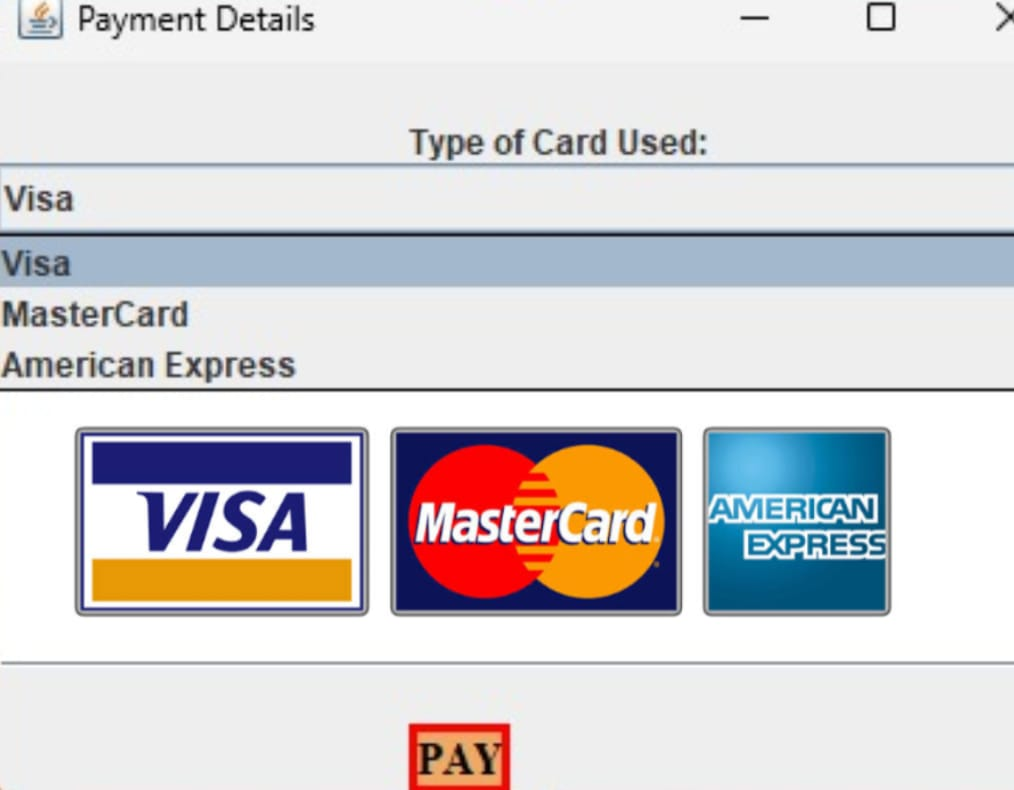 Payment Details
Type of Card Used:
Visa
Visa
MasterCard
American Express
VISA
MasterCard
AMERICAN
EXPRESS
PAY